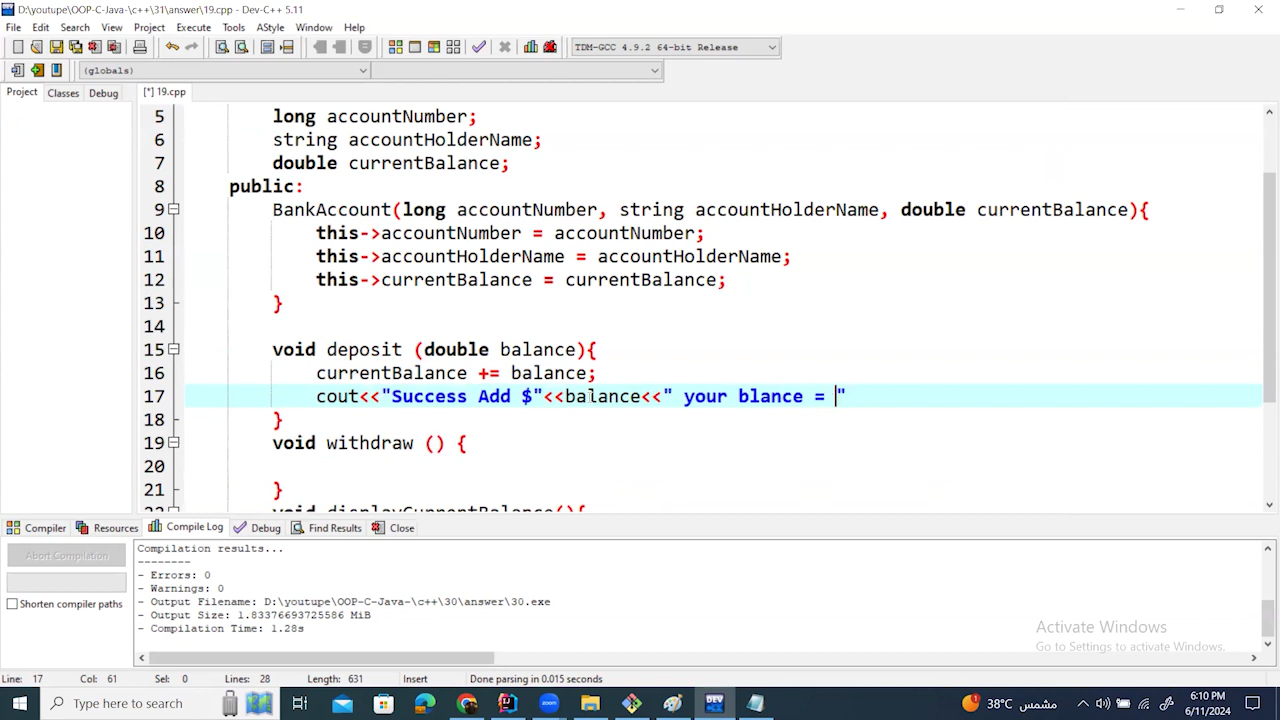 D:\youtupe\OOP-C-Java-\c++\31\answer\19.cpp - Dev-C++ 5.11
File Edit Search View Project Execute Tools AStyle Window Help
TDM-GCC 4.9.2 64-bit Release
(globals)
Project Classes Debug [*] 19.cpp
5 long accountNumber;
6 string accountHolderName;
7 double currentBalance;
8 public:
9 BankAccount(long accountNumber, string accountHolderName, double currentBalance){
10 this->accountNumber = accountNumber;
11 this->accountHolderName = accountHolderName;
12 this->currentBalance = currentBalance;
13 }
14
15 void deposit (double balance){
16 currentBalance += balance;
17 cout<<"Success Add $"<<balance<<" your blance = "
18 }
19 void withdraw () {
20
21 }
22 void displayCurrentBalance(){
Compiler Resources Compile Log Debug Find Results Close
Abort Compilation
Shorten compiler paths
Compilation results...
--------
- Errors: 0
- Warnings: 0
- Output Filename: D:\youtupe\OOP-C-Java-\c++\30\answer\30.exe
- Output Size: 1.83376693725586 MiB
- Compilation Time: 1.28s
Activate Windows
Go to Settings to activate Windows.
Line: 17 Col: 61 Sel: 0 Lines: 28 Length: 631 Insert Done parsing in 0.015 seconds
Type here to search
DEV
38°C مشمس
6:10 PM
6/11/2024